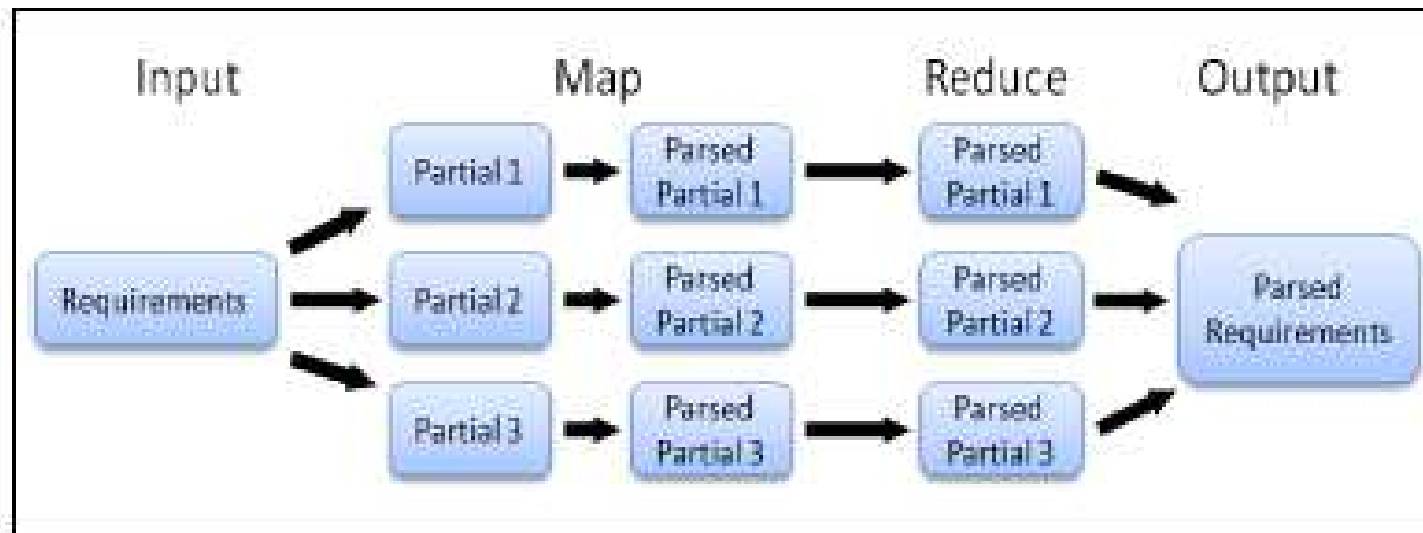 Input
Map
Reduce
Output
Requirements
Partial 1
Parsed
Partial 1
Parsed
Partial 1
Partial 2
Parsed
Partial 2
Parsed
Partial 2
Partial 3
Parsed
Partial 3
Parsed
Partial 3
Parsed
Requirements